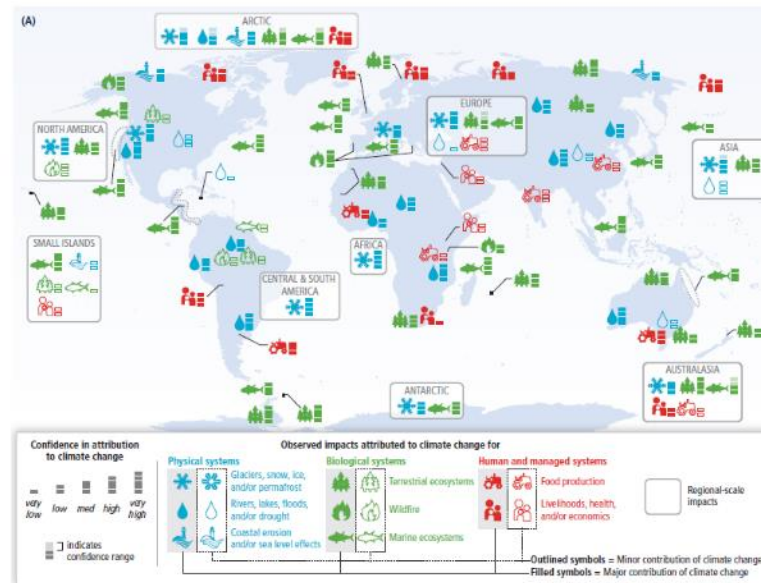 (A)
ARCTIC
NORTH AMERICA
EUROPE
ASIA
SMALL ISLANDS
AFRICA
CENTRAL & SOUTH
AMERICA
ANTARCTIC
AUSTRALASIA
Confidence in attribution
to climate change
very
low
low
med
high
very
high
indicates
confidence range
Observed impacts attributed to climate change for
Physical systems
Glaciers, snow, ice,
and/or permafrost
Rivers, lakes, floods,
and/or drought
Coastal erosion
and/or sea level effects
Biological systems
Terrestrial ecosystems
Wildfire
Marine ecosystems
Human and managed systems
Food production
Livelihoods, health,
and/or economics
Regional-scale
impacts
Outlined symbols = Minor contribution of climate change
Filled symbols = Major contribution of climate change